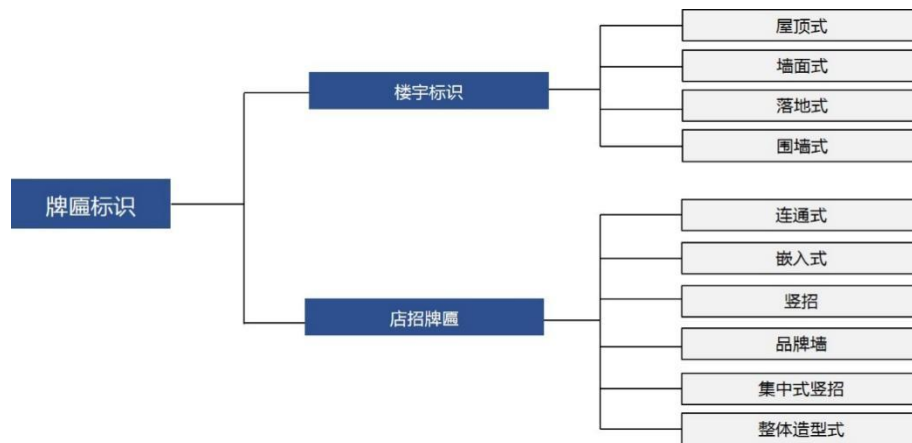 牌匾标识
楼宇标识
屋顶式
墙面式
落地式
围墙式
店招牌匾
连通式
嵌入式
竖招
品牌墙
集中式竖招
整体造型式